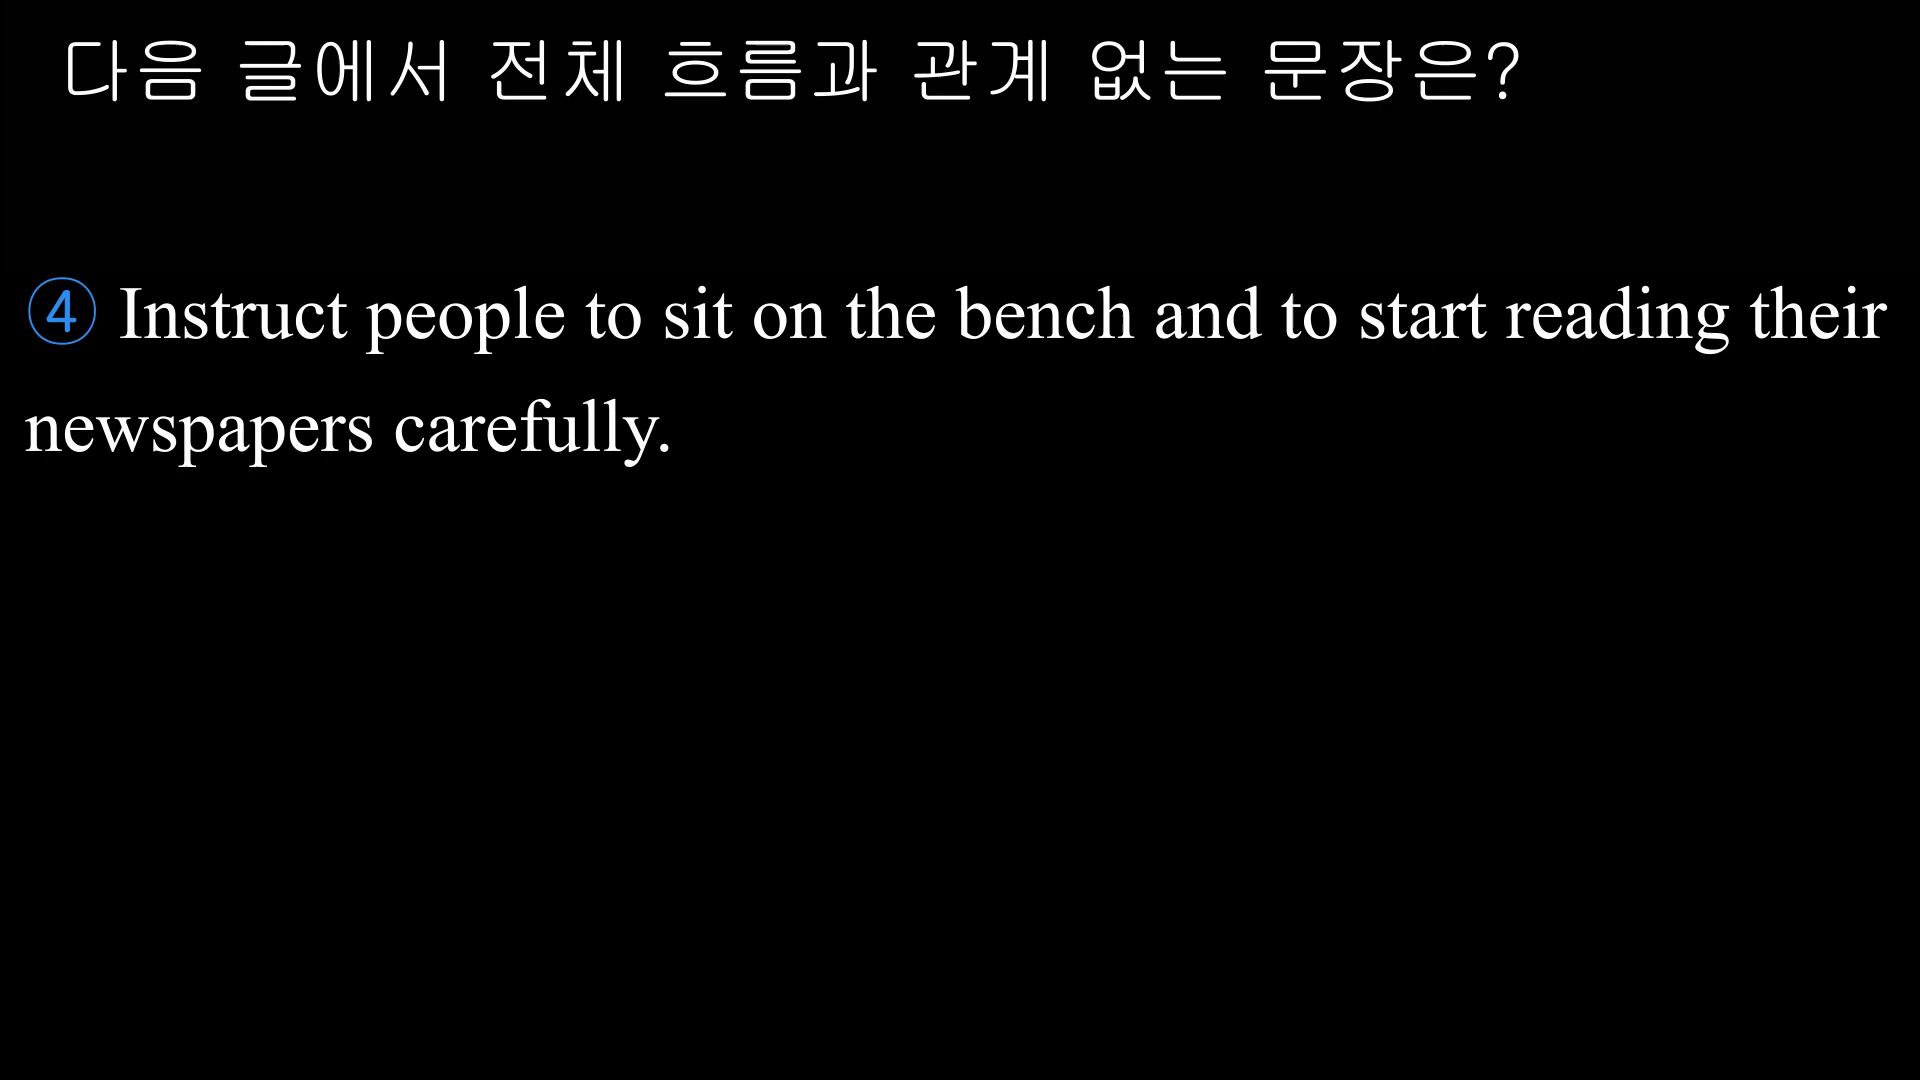 다음 글에서 전체 흐름과 관계 없는 문장은?
④ Instruct people to sit on the bench and to start reading their
newspapers carefully.